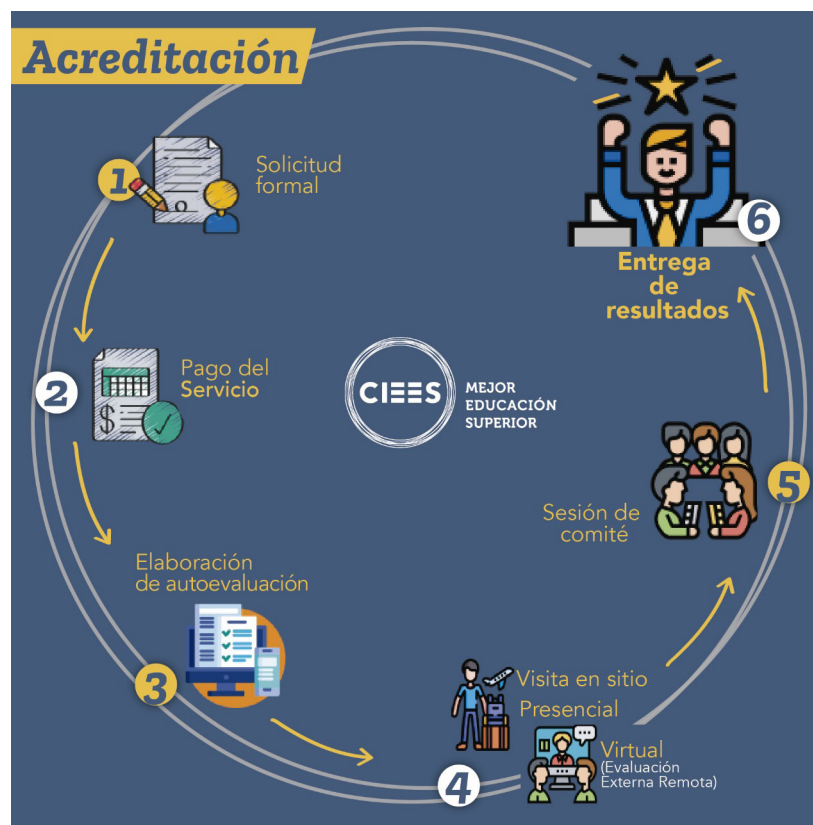 Acreditación
1
Solicitud
formal
2
Pago del
Servicio
$
3
Elaboración
de autoevaluación
4
Visita en sitio
Presencial
Virtual
(Evaluación
Externa Remota)
5
Sesión de
comité
6
Entrega
de
resultados
CIEES
MEJOR
EDUCACIÓN
SUPERIOR